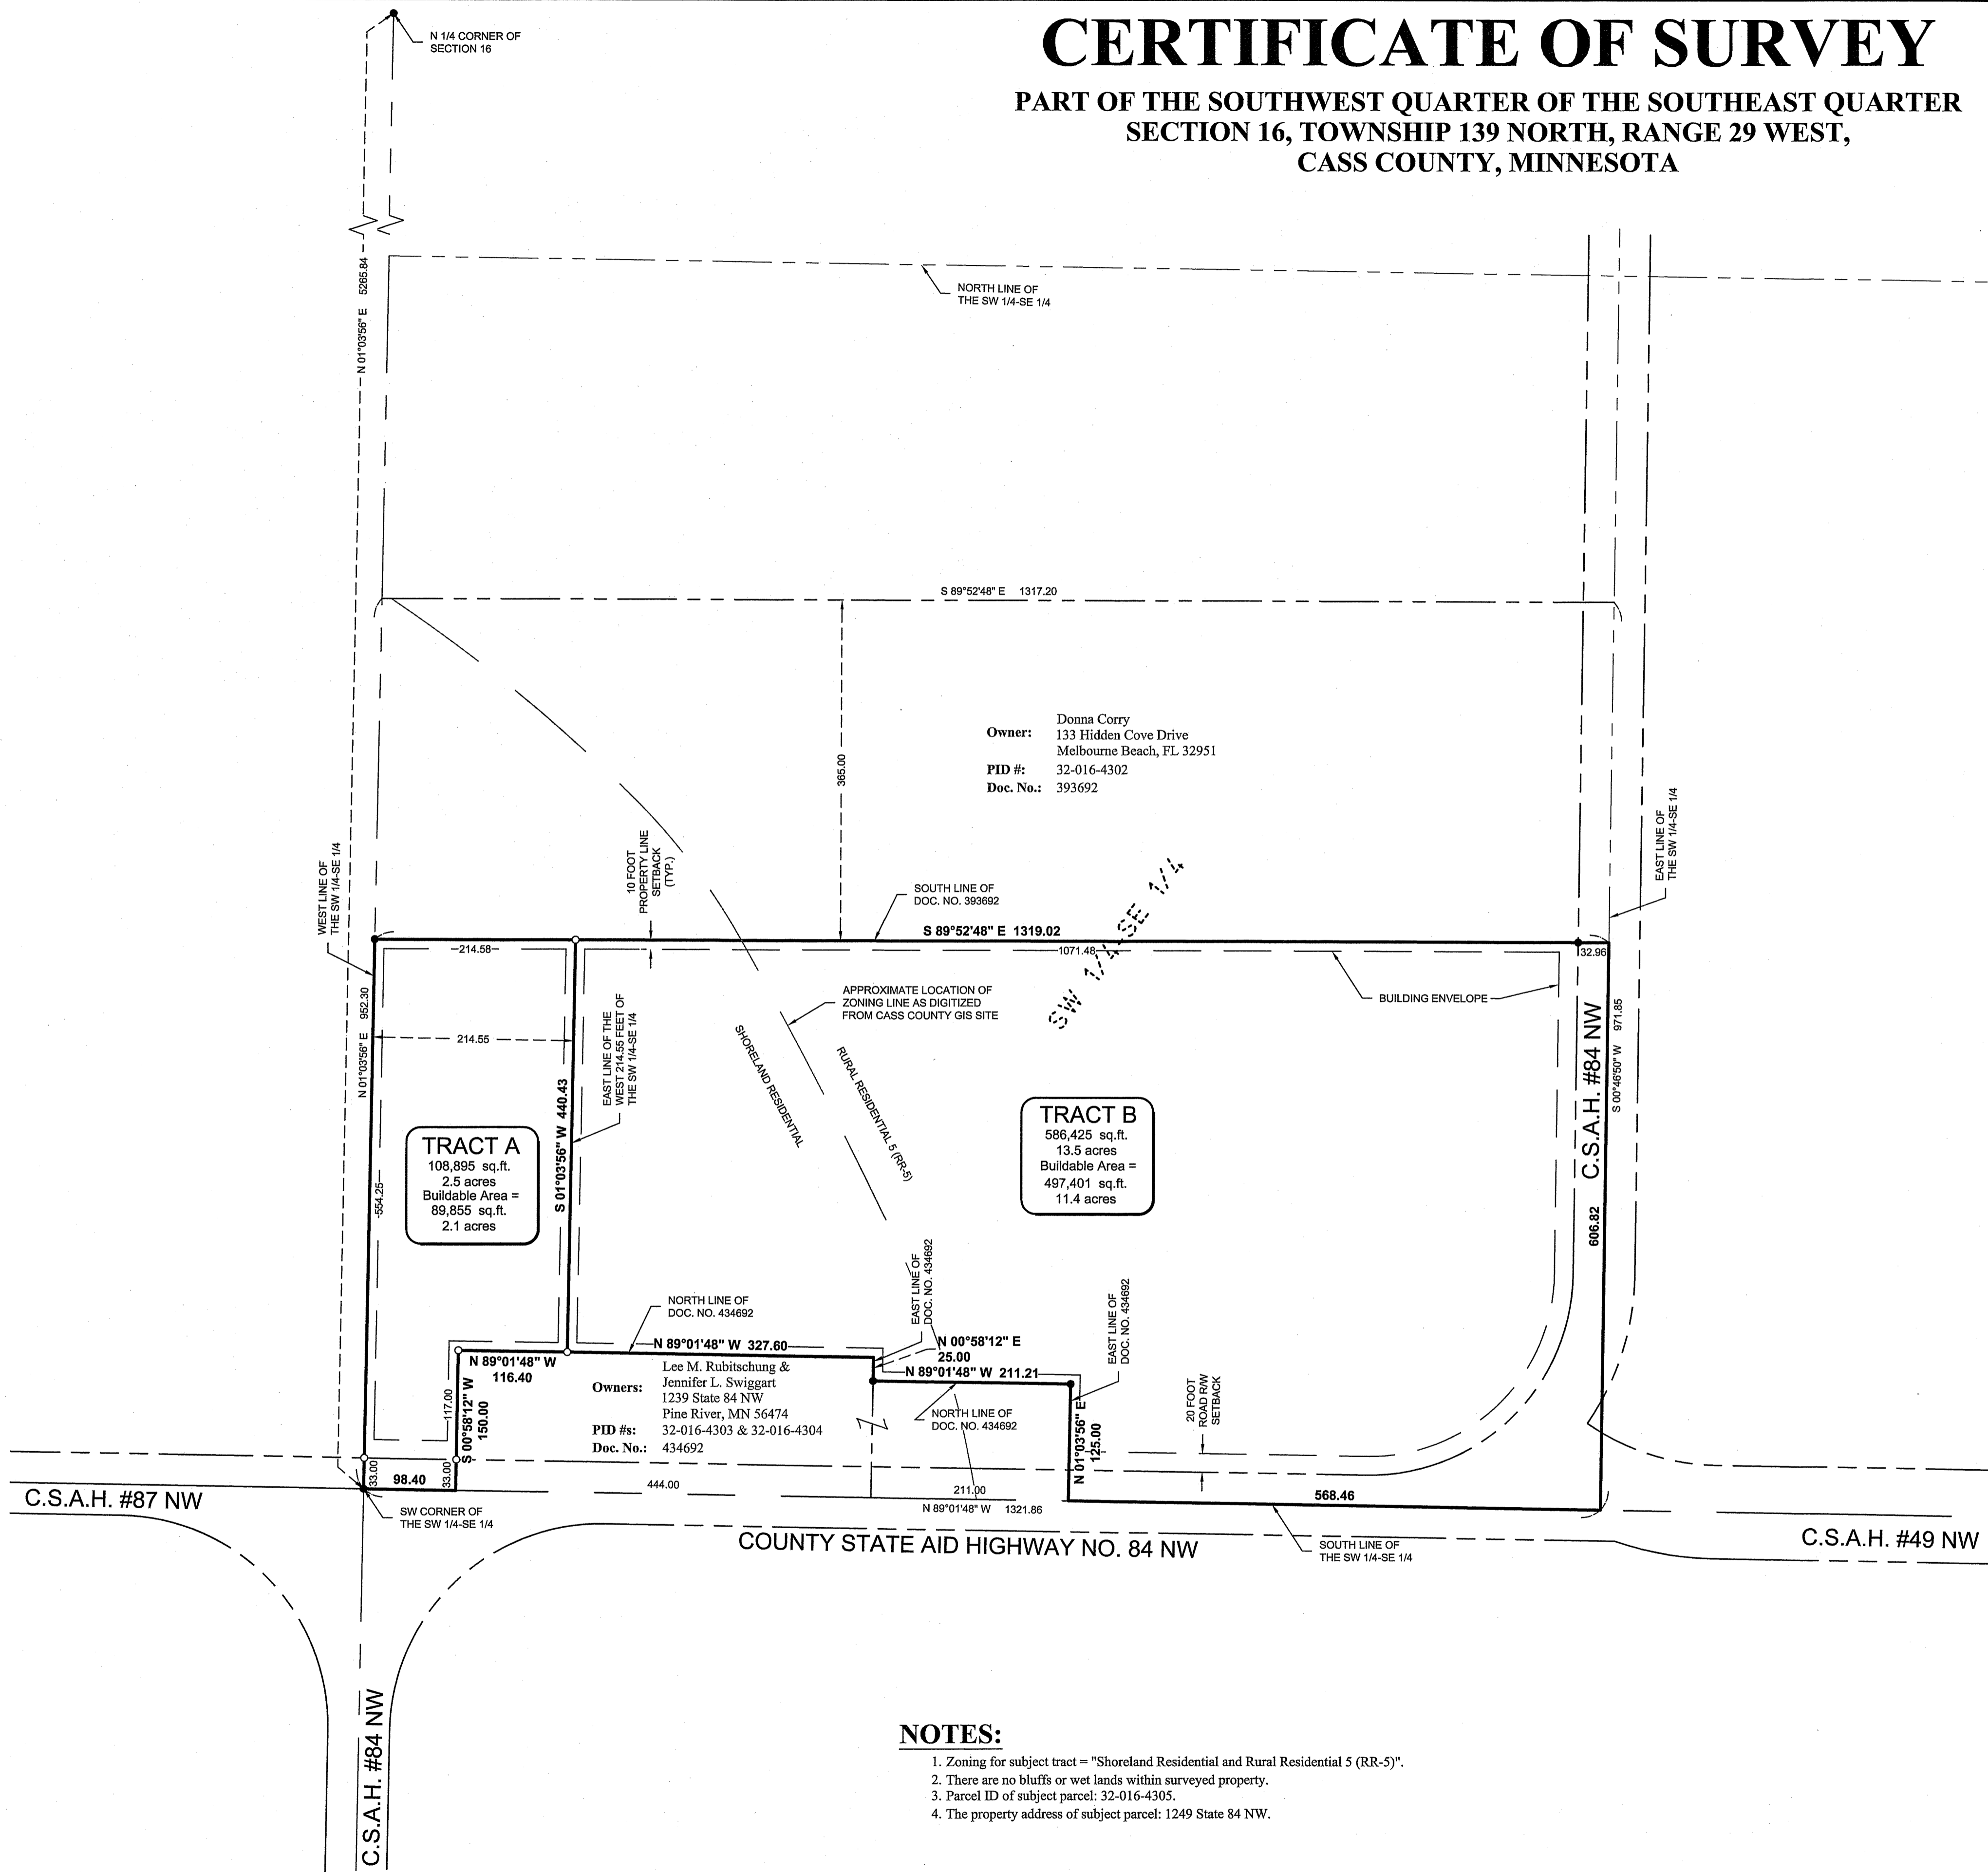 CERTIFICATE OF SURVEY
PART OF THE SOUTHWEST QUARTER OF THE SOUTHEAST QUARTER
SECTION 16, TOWNSHIP 139 NORTH, RANGE 29 WEST,
CASS COUNTY, MINNESOTA
N 1/4 CORNER OF
SECTION 16
N 01°03'56" E 5265.84
NORTH LINE OF
THE SW 1/4-SE 1/4
S 89°52'48" E 1317.20
365.00
Owner: Donna Corry
133 Hidden Cove Drive
Melbourne Beach, FL 32951
PID #: 32-016-4302
Doc. No.: 393692
EAST LINE OF
THE SW 1/4-SE 1/4
WEST LINE OF
THE SW 1/4-SE 1/4
10 FOOT
PROPERTY LINE
SETBACK
(TYP.)
SOUTH LINE OF
DOC. NO. 393692
SW 1/4-SE 1/4
S 89°52'48" E 1319.02
214.58
1071.48
32.96
N 01°03'56" E 952.30
214.55
EAST LINE OF THE
WEST 214.55 FEET OF
THE SW 1/4-SE 1/4
APPROXIMATE LOCATION OF
ZONING LINE AS DIGITIZED
FROM CASS COUNTY GIS SITE
BUILDING ENVELOPE
SHORELAND RESIDENTIAL
RURAL RESIDENTIAL 5 (RR-5)
C.S.A.H. #84 NW
S 00°46'50" W 971.85
S 01°03'56" W 440.43
554.25
TRACT A
108,895 sq.ft.
2.5 acres
Buildable Area =
89,855 sq.ft.
2.1 acres
TRACT B
586,425 sq.ft.
13.5 acres
Buildable Area =
497,401 sq.ft.
11.4 acres
606.82
NORTH LINE OF
DOC. NO. 434692
EAST LINE OF
DOC. NO. 434692
EAST LINE OF
DOC. NO. 434692
N 89°01'48" W 327.60
N 00°58'12" E
25.00
N 89°01'48" W 211.21
N 89°01'48" W
116.40
Owners: Lee M. Rubitschung &
Jennifer L. Swiggart
1239 State 84 NW
Pine River, MN 56474
PID #s: 32-016-4303 & 32-016-4304
Doc. No.: 434692
NORTH LINE OF
DOC. NO. 434692
117.00
S 00°58'12" W
150.00
N 01°03'56" E
125.00
20 FOOT
ROAD R/W
SETBACK
33.00
98.40
33.00
444.00
211.00
N 89°01'48" W 1321.86
568.46
C.S.A.H. #87 NW
SW CORNER OF
THE SW 1/4-SE 1/4
COUNTY STATE AID HIGHWAY NO. 84 NW
SOUTH LINE OF
THE SW 1/4-SE 1/4
C.S.A.H. #49 NW
C.S.A.H. #84 NW
NOTES:
1. Zoning for subject tract = "Shoreland Residential and Rural Residential 5 (RR-5)".
2. There are no bluffs or wet lands within surveyed property.
3. Parcel ID of subject parcel: 32-016-4305.
4. The property address of subject parcel: 1249 State 84 NW.